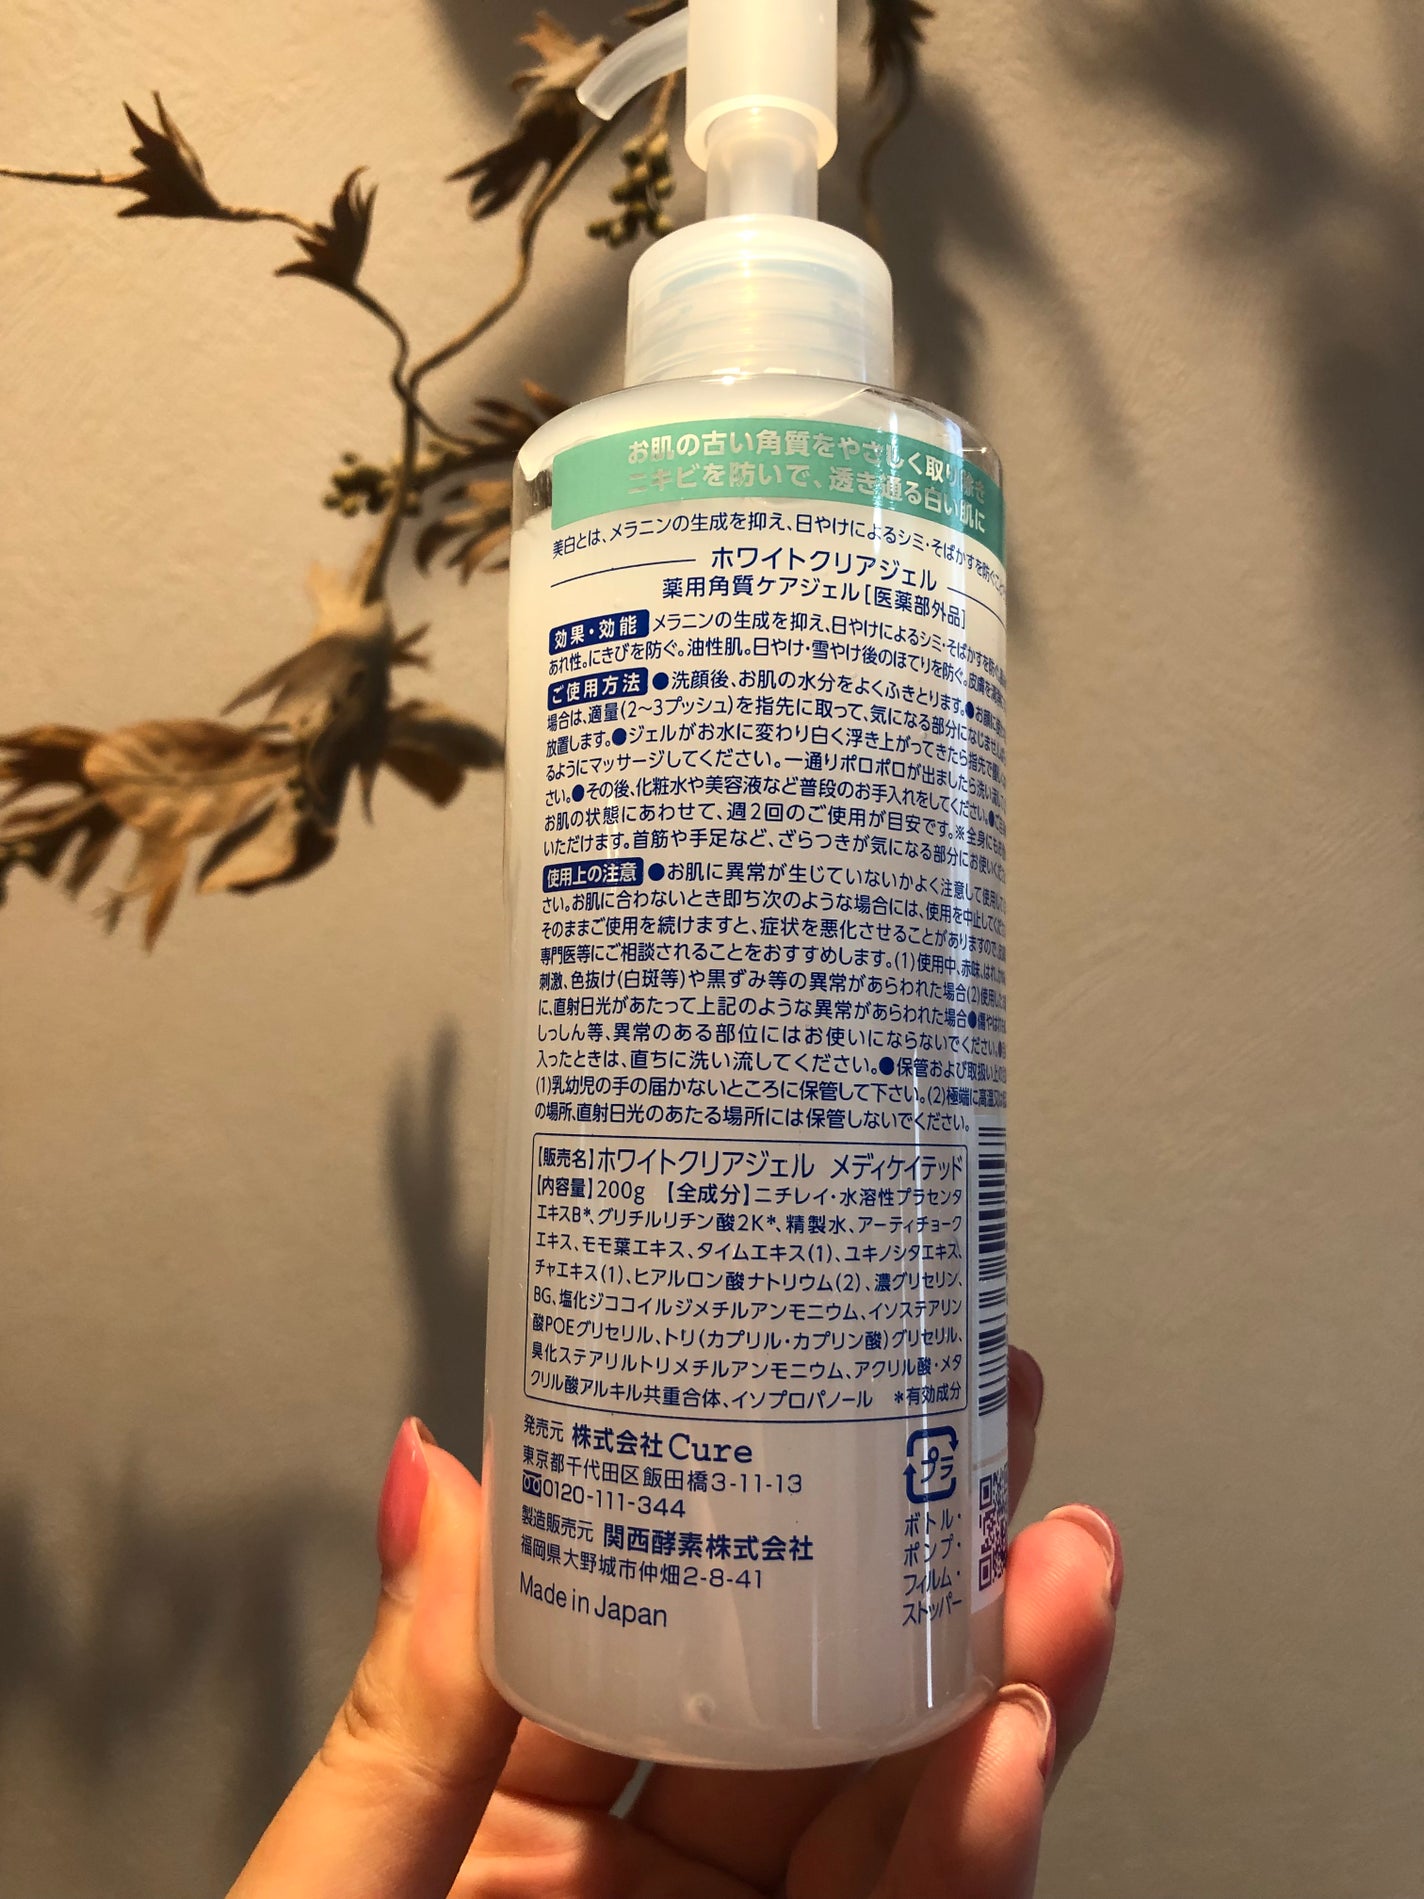 お肌の古い角質をやさしく取り除き
ニキビを防いで、透き通る白い肌に
美白とは、メラニンの生成を抑え、日やけによるシミ・そばかすを防ぐこと
ホワイトクリアジェル
薬用角質ケアジェル[医薬部外品]
効果・効能 メラニンの生成を抑え、日やけによるシミ・そばかすを防ぐ。
あれ性。にきびを防ぐ。油性肌。日やけ・雪やけ後のほてりを防ぐ。皮膚を
ご使用方法 ●洗顔後、お肌の水分をよくふきとります。●お顔に
場合は、適量(2〜3プッシュ)を指先に取って、気になる部分になじませ
放置します。●ジェルがお水に変わり白く浮き上がってきたら指先で
るようにマッサージしてください。一通りポロポロが出ましたら洗い流して
さい。●その後、化粧水や美容液など普段のお手入れをしてください。●
お肌の状態にあわせて、週2回のご使用が目安です。※全身にも
いただけます。首筋や手足など、ざらつきが気になる部分にお使いくだ
使用上の注意 ●お肌に異常が生じていないかよく注意して使用して
さい。お肌に合わないとき即ち次のような場合には、使用を中止してくだ
そのままご使用を続けますと、症状を悪化させることがありますので、
専門医等にご相談されることをおすすめします。(1)使用中、赤味、はれ、
刺激、色抜け(白斑等)や黒ずみ等の異常があらわれた場合(2)使用した
に、直射日光があたって上記のような異常があらわれた場合●傷やはれ
しっしん等、異常のある部位にはお使いにならないでください。●
入ったときは、直ちに洗い流してください。●保管および取扱い上の
(1)乳幼児の手の届かないところに保管して下さい。(2)極端に高温又は
の場所、直射日光のあたる場所には保管しないでください。
【販売名】ホワイトクリアジェル メディケイテッド
【内容量】200g 【全成分】ニチレイ・水溶性プラセンタ
エキスB*、グリチルリチン酸2K*、精製水、アーティチョーク
エキス、モモ葉エキス、タイムエキス(1)、ユキノシタエキス、
チャエキス(1)、ヒアルロン酸ナトリウム(2)、濃グリセリン、
BG、塩化ジココイルジメチルアンモニウム、イソステアリン
酸POEグリセリル、トリ(カプリル・カプリン酸)グリセリル、
臭化ステアリルトリメチルアンモニウム、アクリル酸・メタ
クリル酸アルキル共重合体、イソプロパノール *有効成分
発売元 株式会社Cure
東京都千代田区飯田橋3-11-13
0120-111-344
製造販売元 関西酵素株式会社
福岡県大野城市仲畑2-8-41
Made in Japan
プラ
ボトル・
ポンプ・
フィルム・
ストッパー